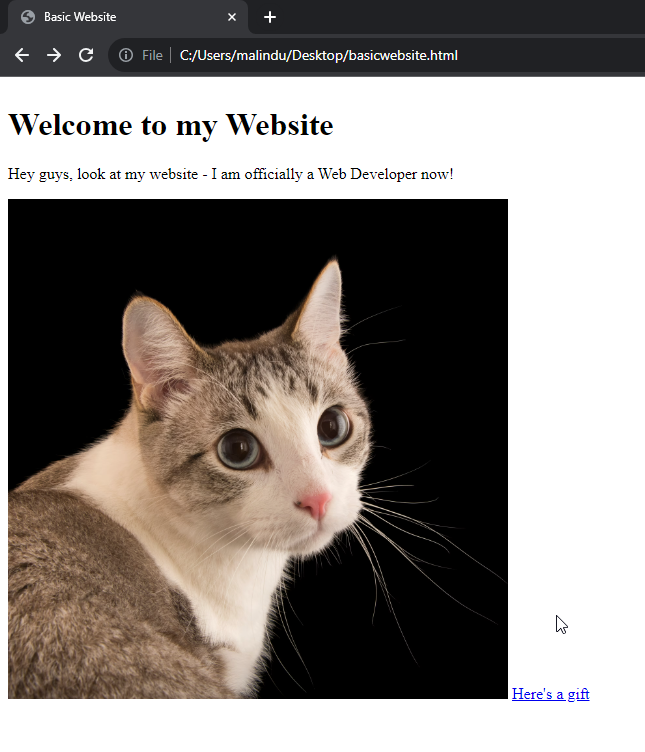 Basic Website
File
C:/Users/malindu/Desktop/basicwebsite.html
Welcome to my Website
Hey guys, look at my website - I am officially a Web Developer now!
Here's a gift